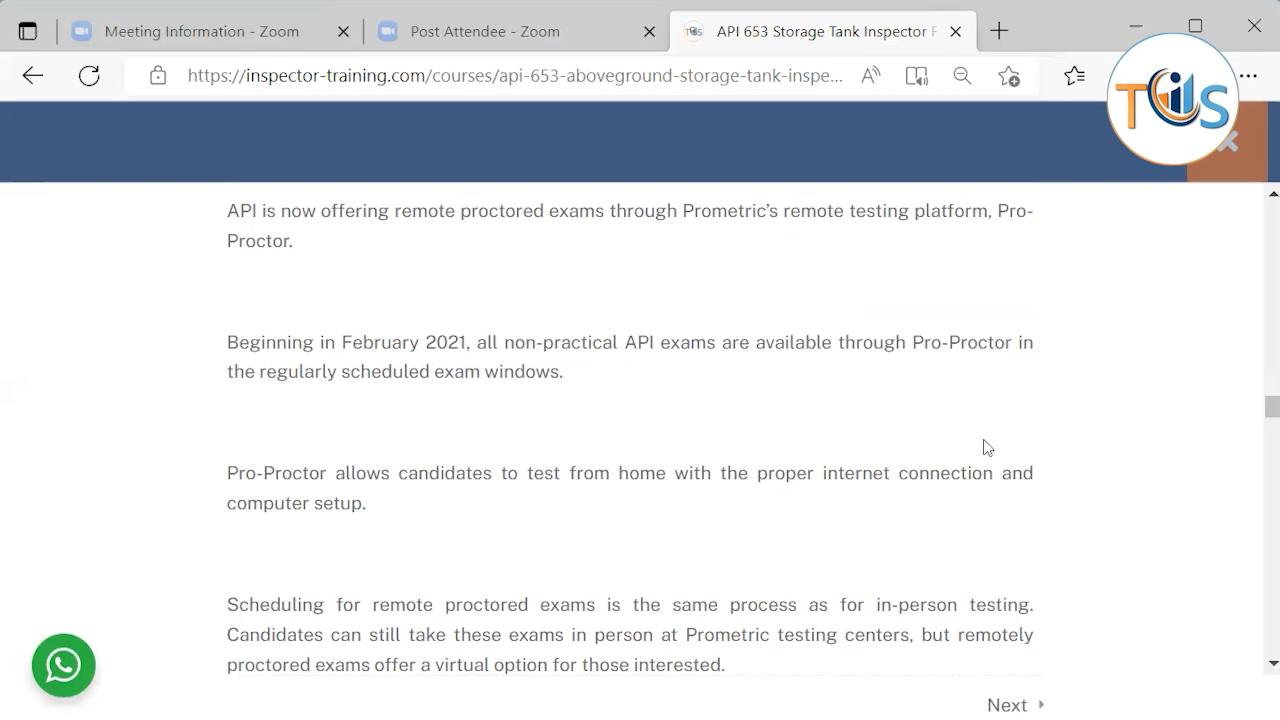 Meeting Information - Zoom
Post Attendee - Zoom
API 653 Storage Tank Inspector F
https://inspector-training.com/courses/api-653-aboveground-storage-tank-inspe...
TIIS
API is now offering remote proctored exams through Prometric's remote testing platform, Pro-
Proctor.
Beginning in February 2021, all non-practical API exams are available through Pro-Proctor in
the regularly scheduled exam windows.
Pro-Proctor allows candidates to test from home with the proper internet connection and
computer setup.
Scheduling for remote proctored exams is the same process as for in-person testing.
Candidates can still take these exams in person at Prometric testing centers, but remotely
proctored exams offer a virtual option for those interested.
Next